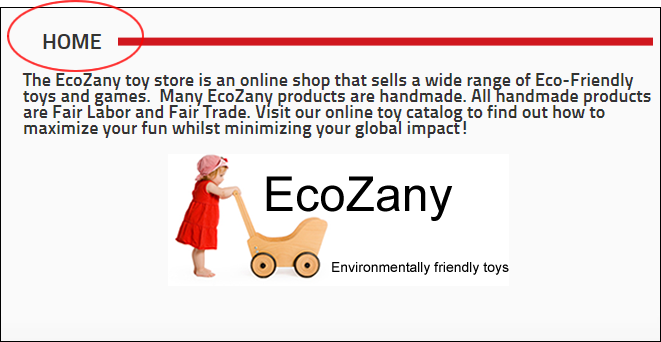 HOME
The EcoZany toy store is an online shop that sells a wide range of Eco-Friendly
toys and games.  Many EcoZany products are handmade. All handmade products
are Fair Labor and Fair Trade. Visit our online toy catalog to find out how to
maximize your fun whilst minimizing your global impact!
EcoZany
Environmentally friendly toys